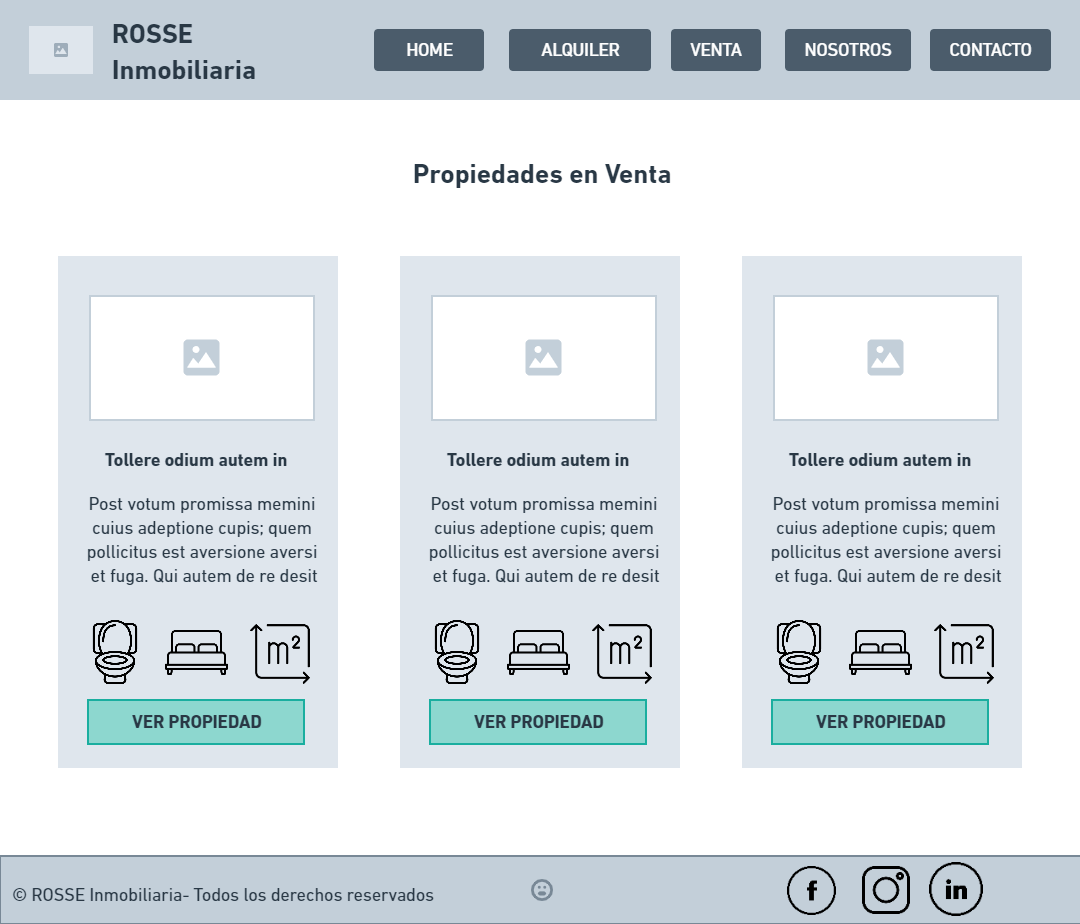 ROSSE
Inmobiliaria
HOME
ALQUILER
VENTA
NOSOTROS
CONTACTO
Propiedades en Venta
Tollere odium autem in
Post votum promissa memini
cuius adeptione cupis; quem
pollicitus est aversione aversi
et fuga. Qui autem de re desit
m²
VER PROPIEDAD
Tollere odium autem in
Post votum promissa memini
cuius adeptione cupis; quem
pollicitus est aversione aversi
et fuga. Qui autem de re desit
m²
VER PROPIEDAD
Tollere odium autem in
Post votum promissa memini
cuius adeptione cupis; quem
pollicitus est aversione aversi
et fuga. Qui autem de re desit
m²
VER PROPIEDAD
© ROSSE Inmobiliaria- Todos los derechos reservados
f
in